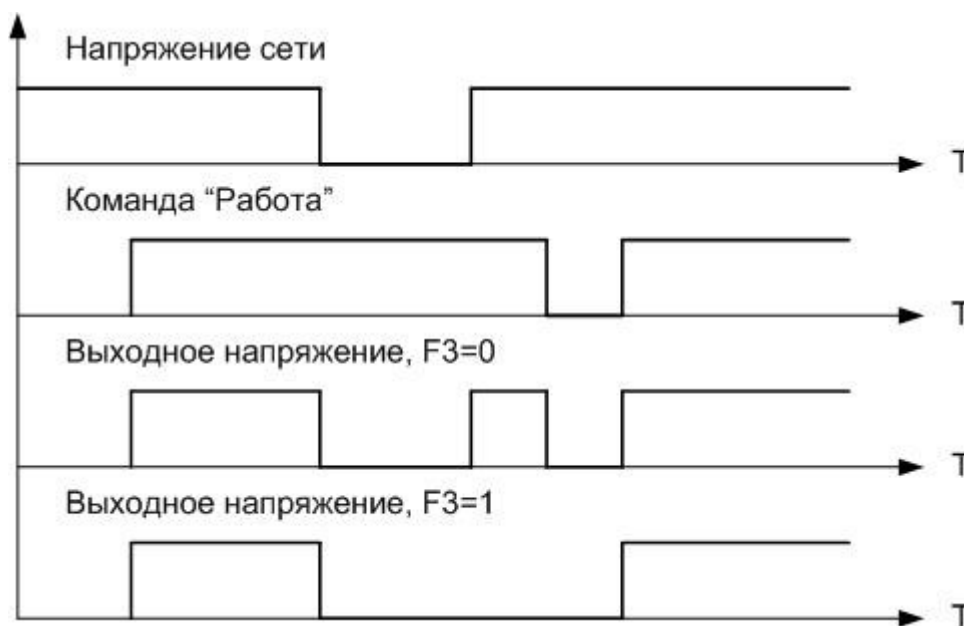 Напряжение сети
T
Команда “Работа”
T
Выходное напряжение, F3=0
T
Выходное напряжение, F3=1
T